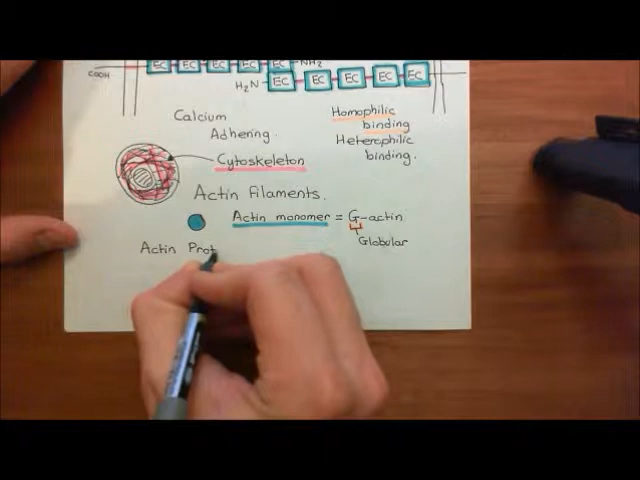 COOH EC EC EC EC EC NH2
H2N EC EC EC EC EC
Calcium
Adhering.
Homophilic
binding
Heterophilic
binding.
Cytoskeleton
Actin filaments.
Actin monomer = G-actin
Globular
Actin Prot